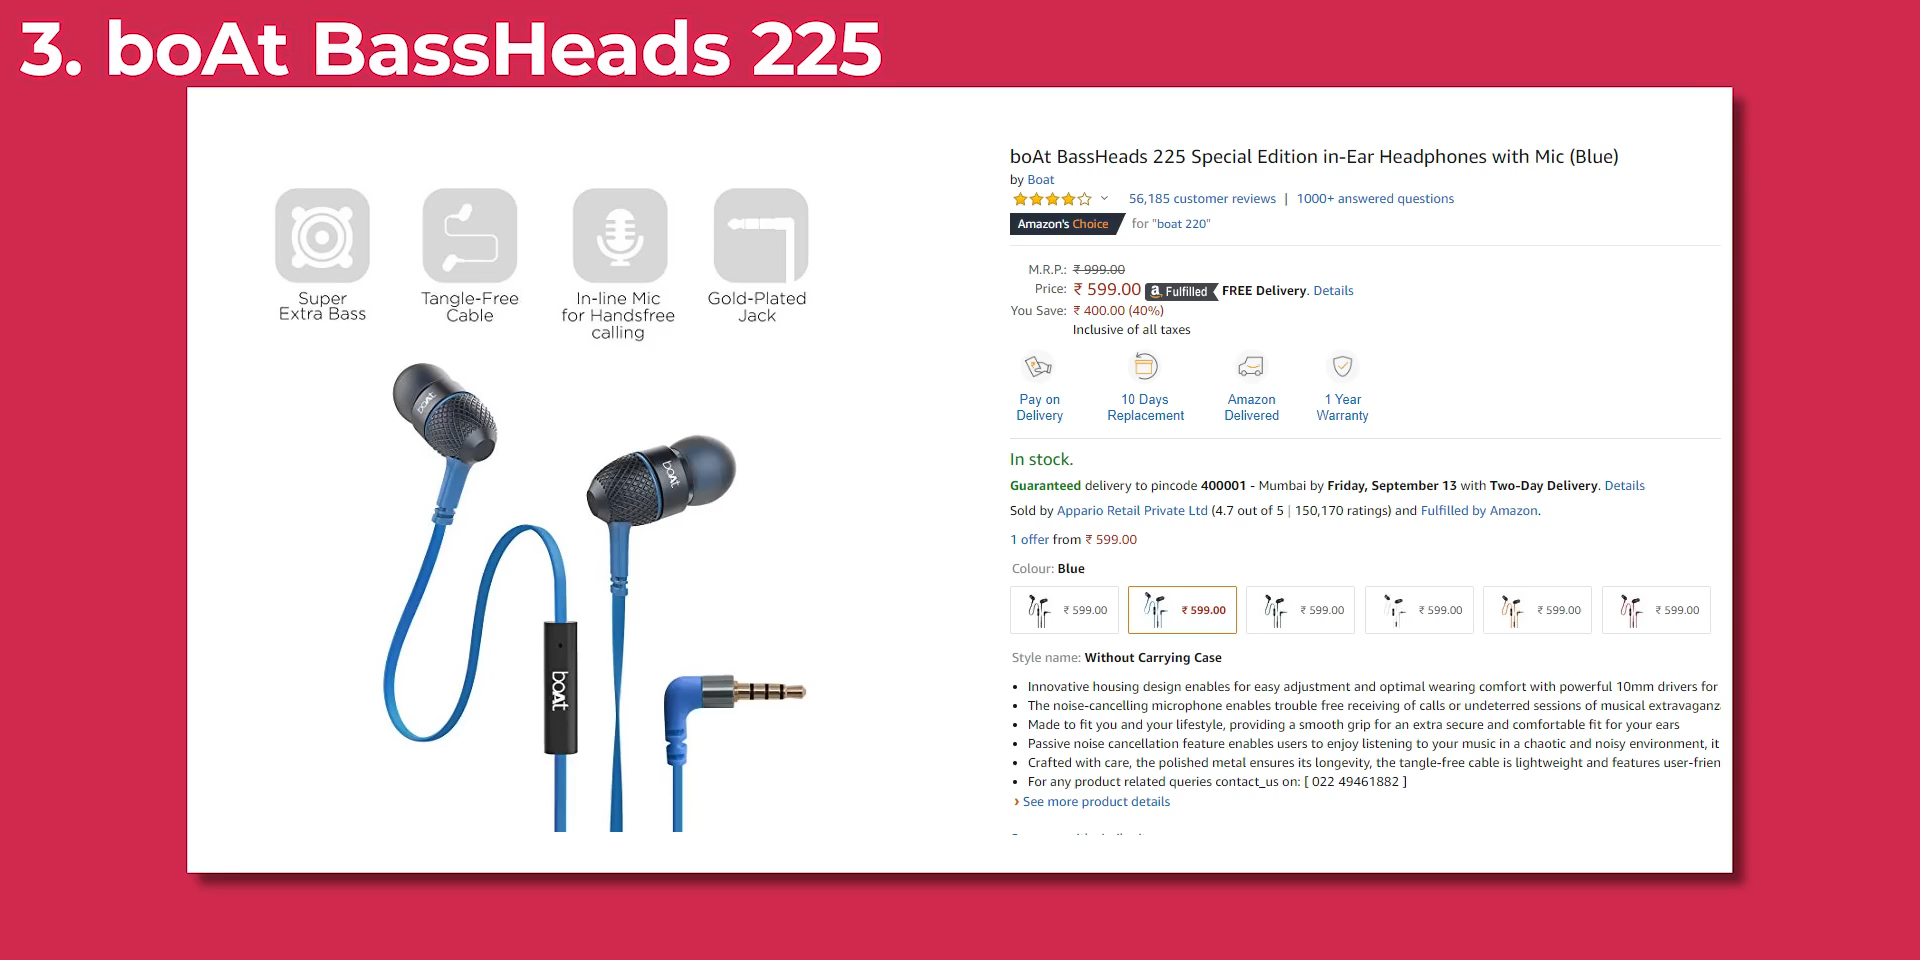 3. boAt BassHeads 225
Super
Extra Bass
Tangle-Free
Cable
In-line Mic
for Handsfree
calling
Gold-Plated
Jack
boAt
boAt
boAt
boAt BassHeads 225 Special Edition in-Ear Headphones with Mic (Blue)
by Boat
56,185 customer reviews | 1000+ answered questions
Amazon's Choice for "boat 220"
M.R.P.: ₹ 999.00
Price: ₹ 599.00 a Fulfilled FREE Delivery. Details
You Save: ₹ 400.00 (40%)
Inclusive of all taxes
Pay on
Delivery
10 Days
Replacement
Amazon
Delivered
1 Year
Warranty
In stock.
Guaranteed delivery to pincode 400001 - Mumbai by Friday, September 13 with Two-Day Delivery. Details
Sold by Appario Retail Private Ltd (4.7 out of 5 | 150,170 ratings) and Fulfilled by Amazon.
1 offer from ₹ 599.00
Colour: Blue
₹ 599.00 ₹ 599.00 ₹ 599.00 ₹ 599.00 ₹ 599.00 ₹ 599.00
Style name: Without Carrying Case
• Innovative housing design enables for easy adjustment and optimal wearing comfort with powerful 10mm drivers for
• The noise-cancelling microphone enables trouble free receiving of calls or undeterred sessions of musical extravaganz
• Made to fit you and your lifestyle, providing a smooth grip for an extra secure and comfortable fit for your ears
• Passive noise cancellation feature enables users to enjoy listening to your music in a chaotic and noisy environment, it
• Crafted with care, the polished metal ensures its longevity, the tangle-free cable is lightweight and features user-frien
• For any product related queries contact_us on: [ 022 49461882 ]
› See more product details